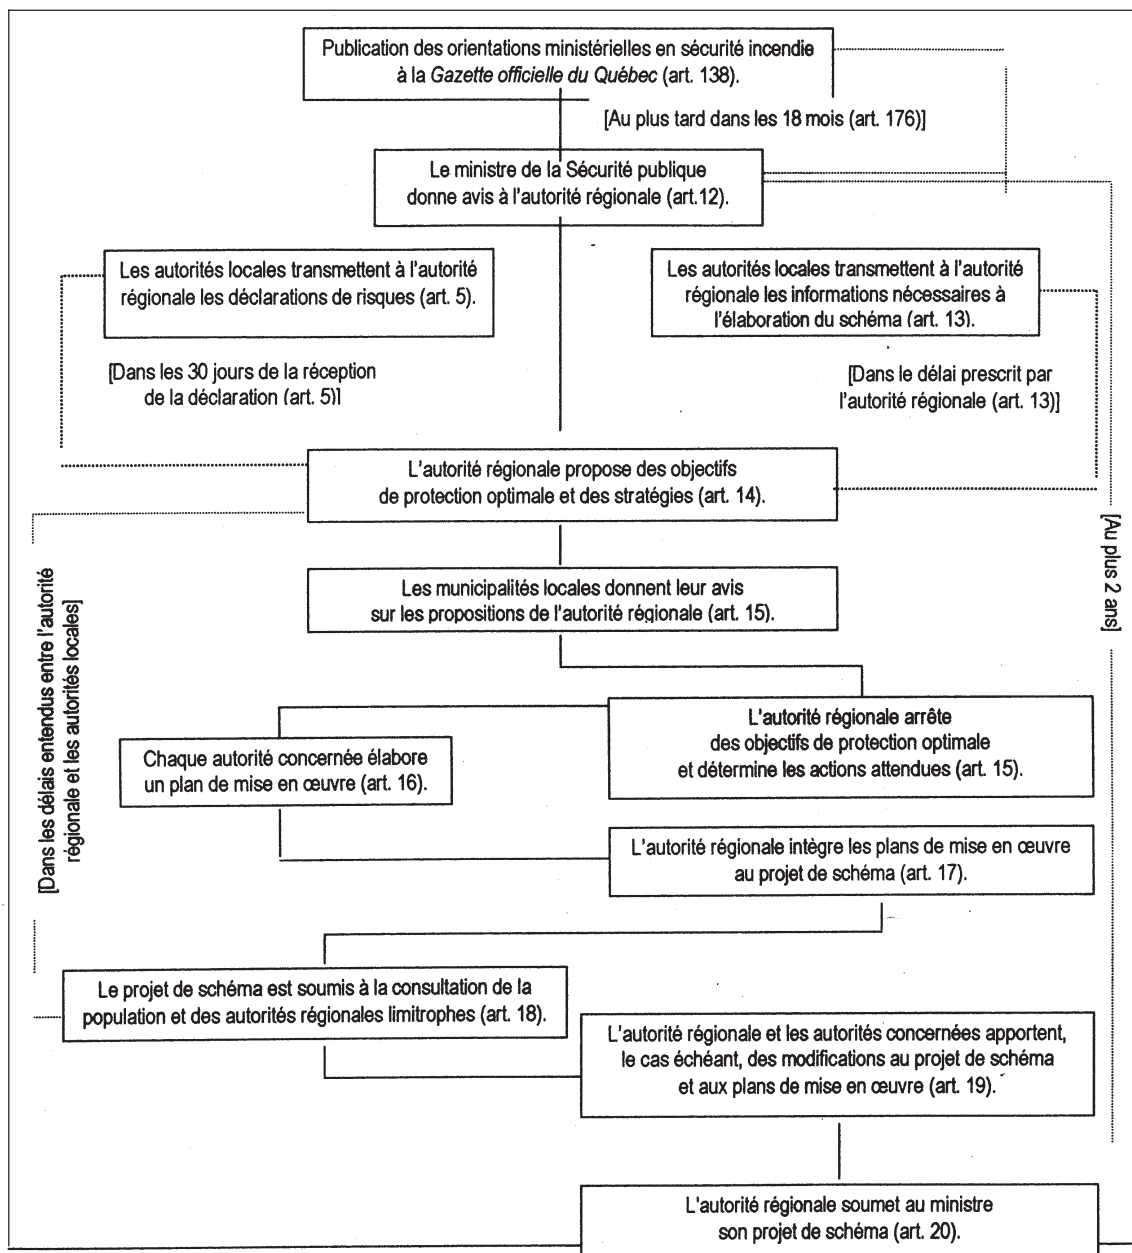 Publication des orientations ministérielles en sécurité incendie
à la Gazette officielle du Québec (art. 138).
[Au plus tard dans les 18 mois (art. 176)]
Le ministre de la Sécurité publique
donne avis à l'autorité régionale (art.12).
Les autorités locales transmettent à l'autorité
régionale les déclarations de risques (art. 5).
Les autorités locales transmettent à l'autorité
régionale les informations nécessaires à
l'élaboration du schéma (art. 13).
[Dans les 30 jours de la réception
de la déclaration (art. 5)]
[Dans le délai prescrit par
l'autorité régionale (art. 13)]
L'autorité régionale propose des objectifs
de protection optimale et des stratégies (art. 14).
[Au plus 2 ans]
Les municipalités locales donnent leur avis
sur les propositions de l'autorité régionale (art. 15).
[Dans les délais entendus entre l'autorité
régionale et les autorités locales]
L'autorité régionale arrête
des objectifs de protection optimale
et détermine les actions attendues (art. 15).
Chaque autorité concernée élabore
un plan de mise en œuvre (art. 16).
L'autorité régionale intègre les plans de mise en œuvre
au projet de schéma (art. 17).
Le projet de schéma est soumis à la consultation de la
population et des autorités régionales limitrophes (art. 18).
L'autorité régionale et les autorités concernées apportent,
le cas échéant, des modifications au projet de schéma
et aux plans de mise en œuvre (art. 19).
L'autorité régionale soumet au ministre
son projet de schéma (art. 20).